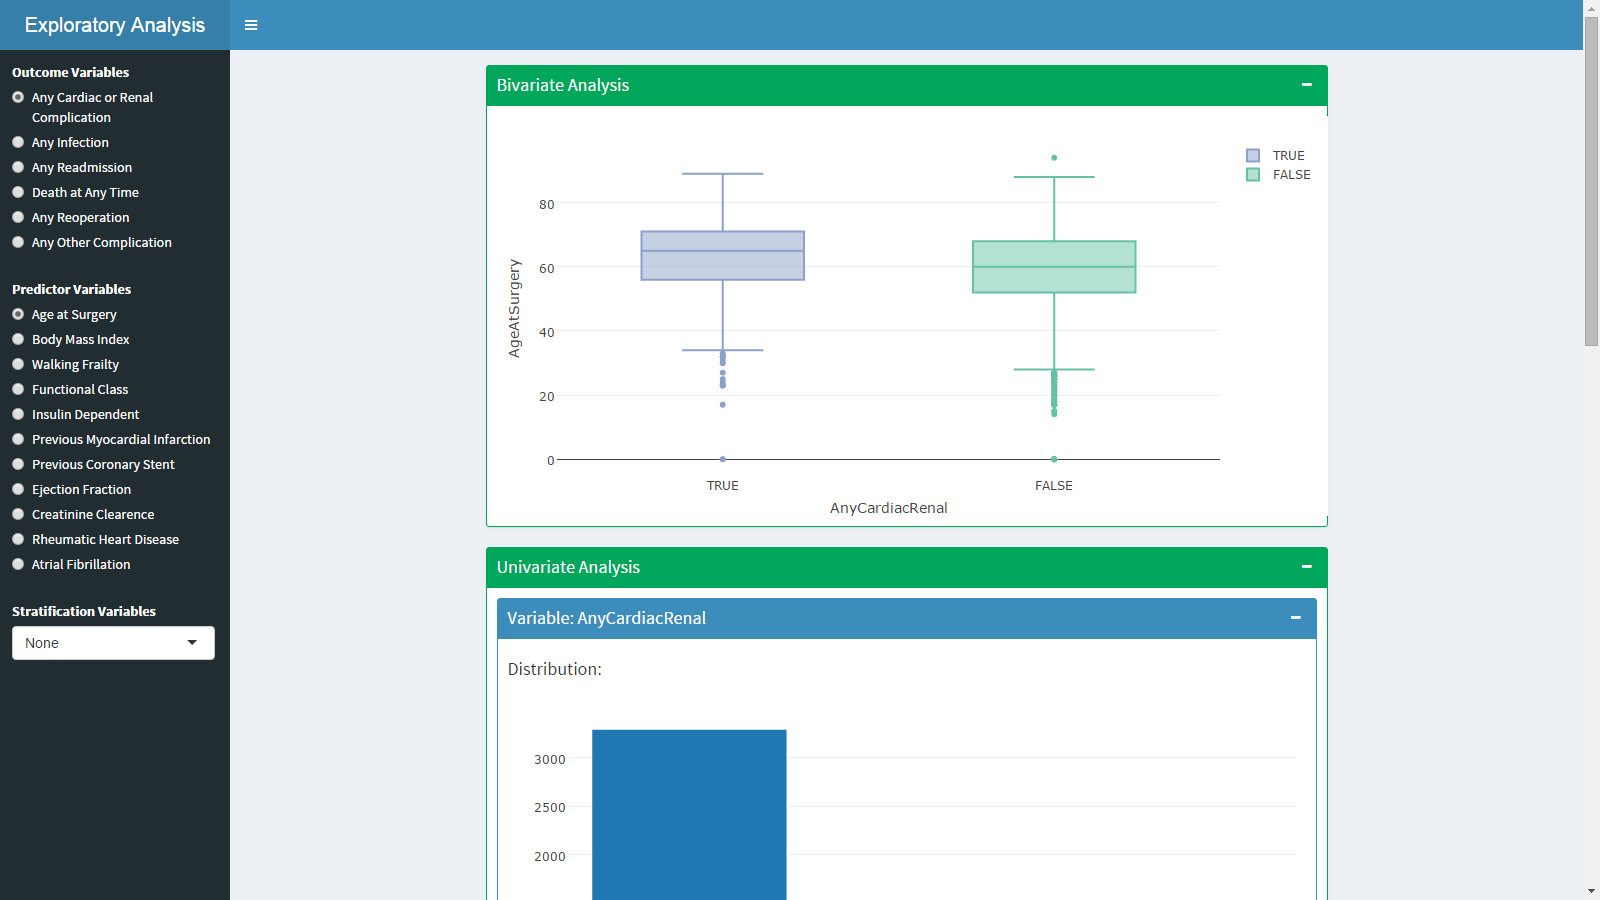 Exploratory Analysis
Outcome Variables
Any Cardiac or Renal
Complication
Any Infection
Any Readmission
Death at Any Time
Any Reoperation
Any Other Complication
Predictor Variables
Age at Surgery
Body Mass Index
Walking Frailty
Functional Class
Insulin Dependent
Previous Myocardial Infarction
Previous Coronary Stent
Ejection Fraction
Creatinine Clearence
Rheumatic Heart Disease
Atrial Fibrillation
Stratification Variables
None
Bivariate Analysis
TRUE
FALSE
80
60
40
20
0
AgeAtSurgery
TRUE FALSE
AnyCardiacRenal
Univariate Analysis
Variable: AnyCardiacRenal
Distribution:
3000
2500
2000